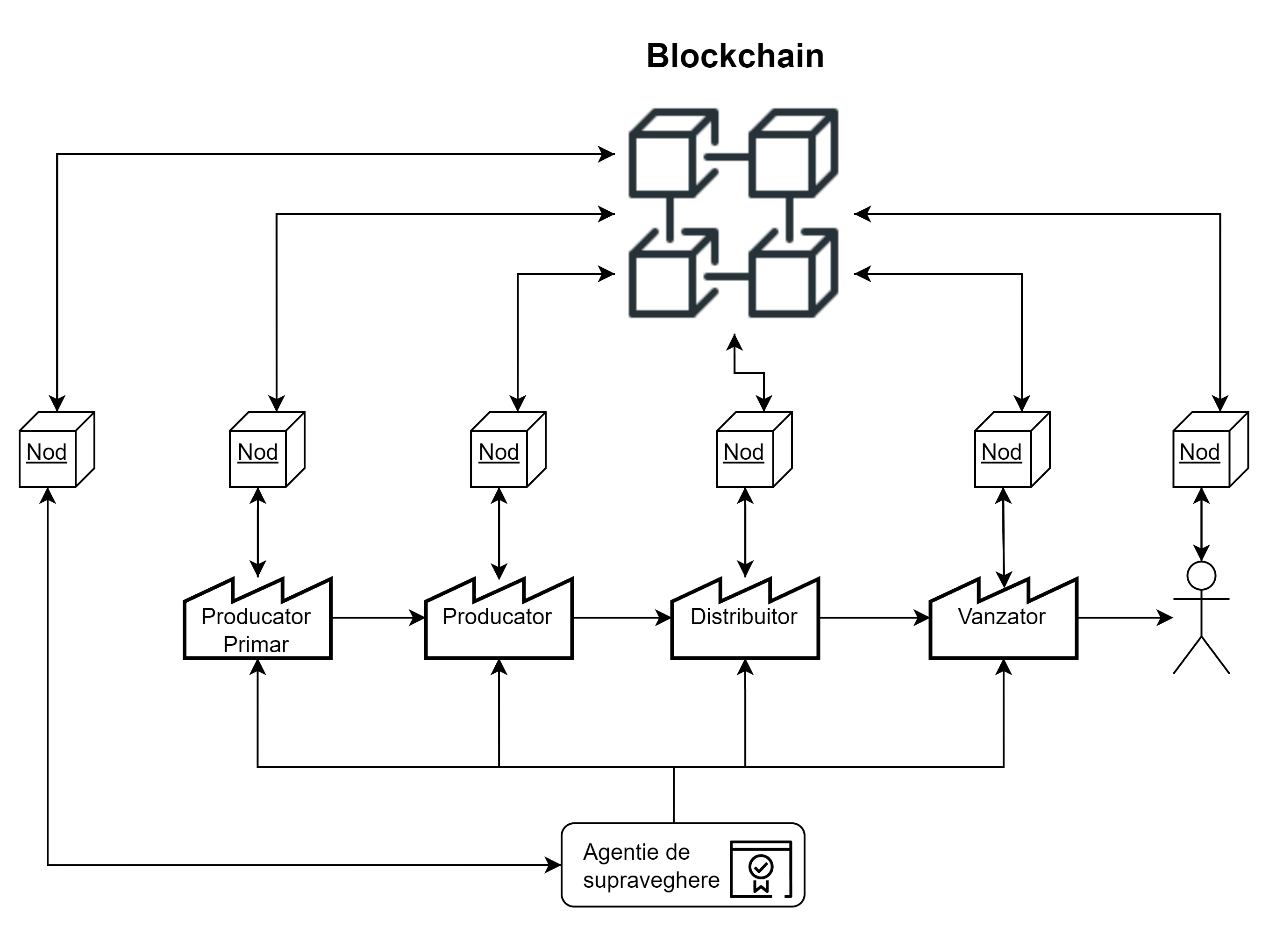 Blockchain
Nod
Nod
Nod
Nod
Nod
Nod
Producator
Primar
Producator
Distribuitor
Vanzator
Agentie de
supraveghere